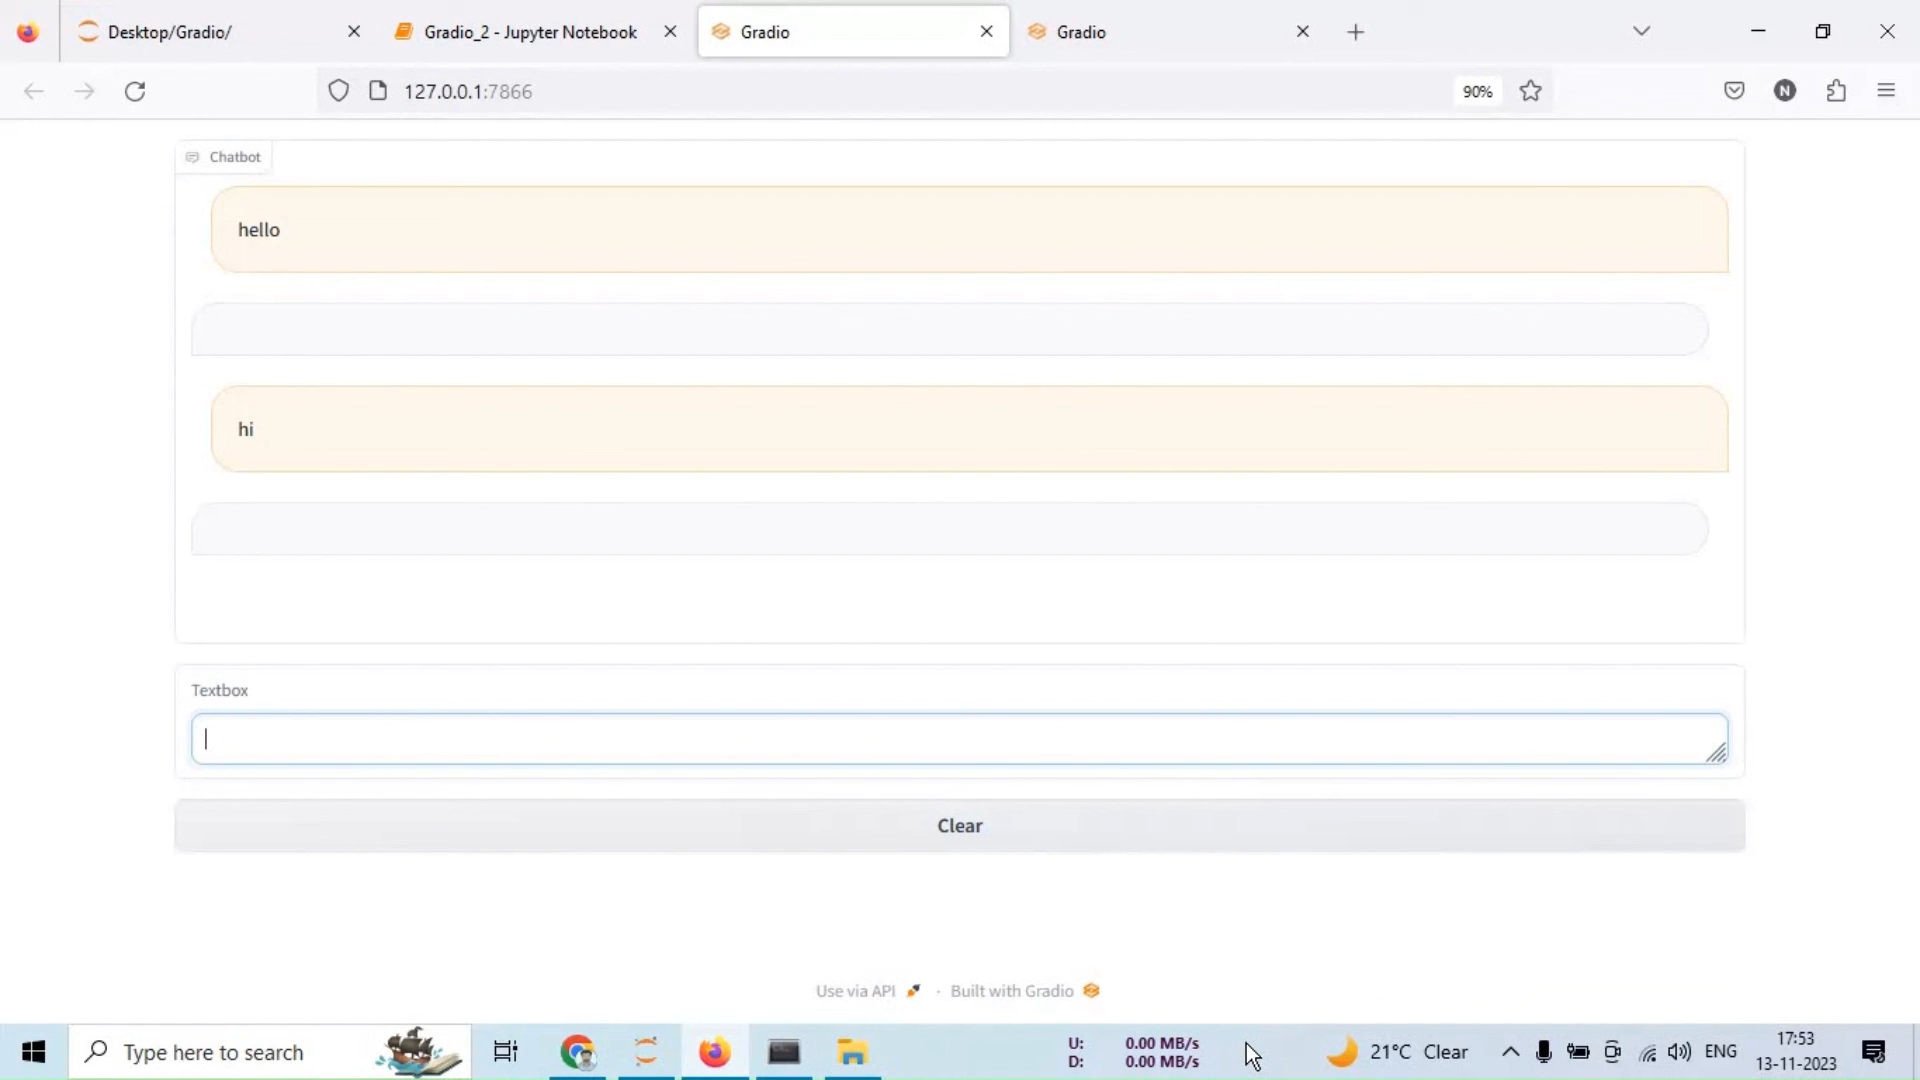 Desktop/Gradio/
Gradio_2 - Jupyter Notebook
Gradio
Gradio
127.0.0.1:7866
90%
N
Chatbot
hello
hi
Textbox
Clear
Use via API
·
Built with Gradio
Type here to search
U: 0.00 MB/s
D: 0.00 MB/s
21°C Clear
ENG
17:53
13-11-2023